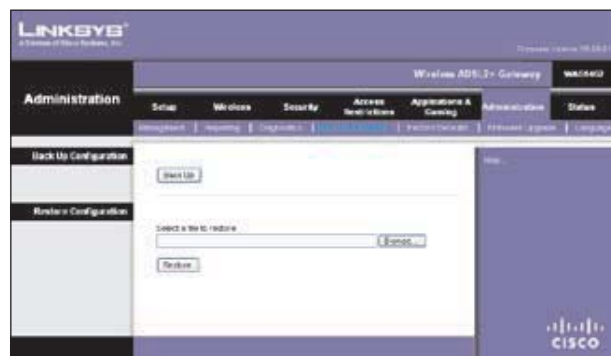 LINKSYS®
A Division of Cisco Systems, Inc.
Wireless ADSL2+ Gateway
Administration
Setup Wireless Security Access Restrictions Applications & Gaming Administration Status
Management | Reporting | Diagnostics | | Factory Defaults | Firmware Upgrade | Language
Back Up Configuration
Help...
Back Up
Restore Configuration
Select a file to restore
Browse...
Restore
CISCO